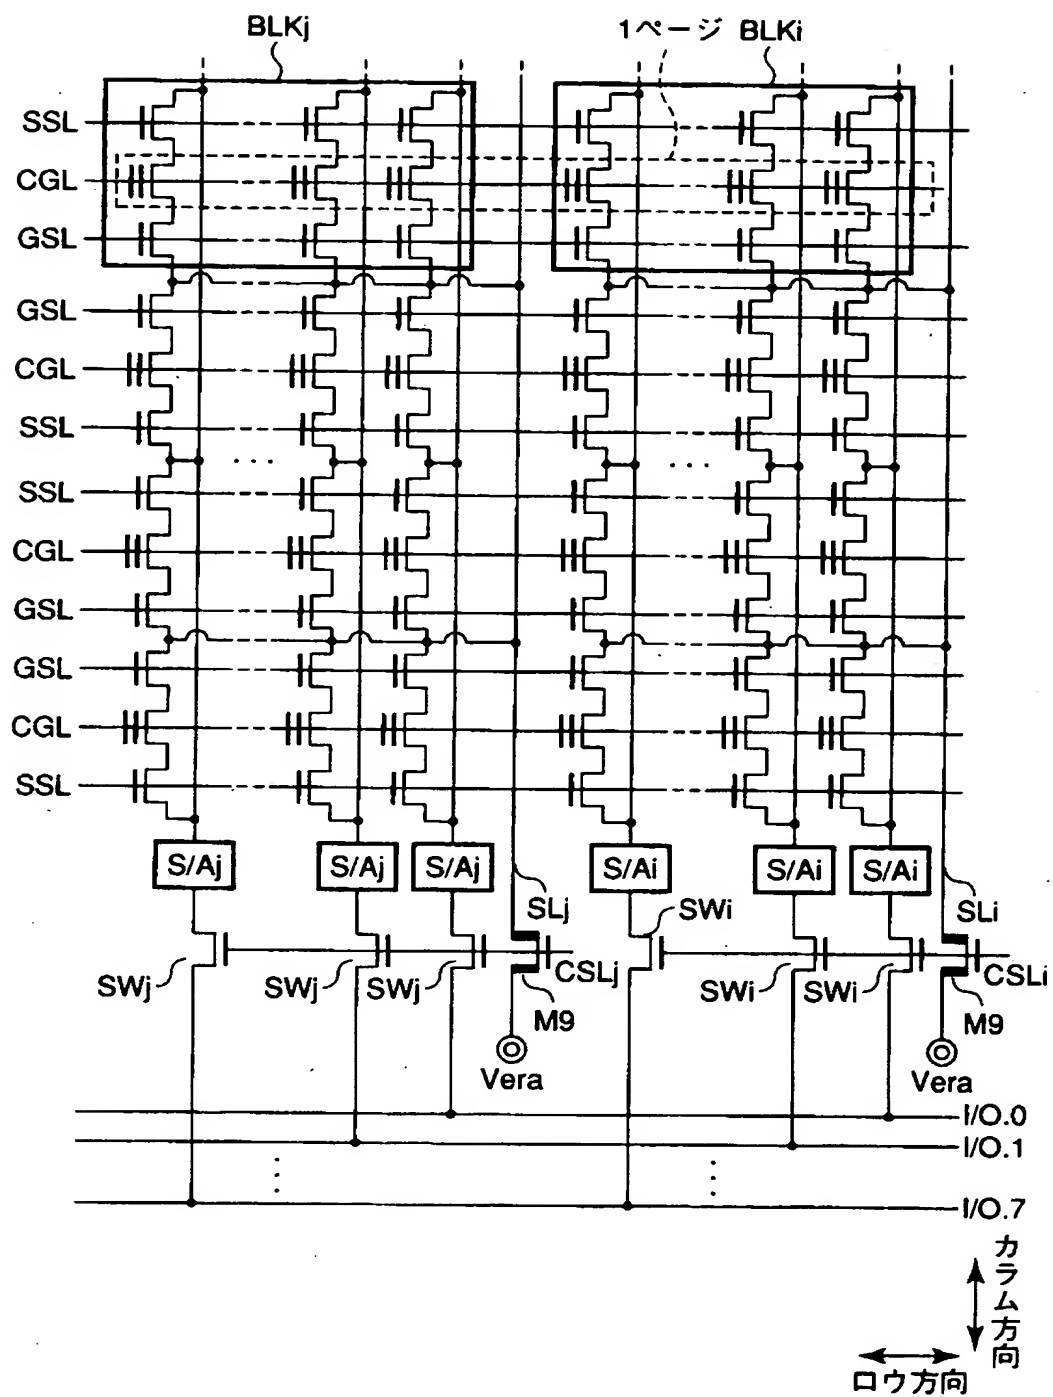 BLKj 1ページ BLKi
SSL
CGL
GSL
GSL
CGL
SSL
SSL
CGL
GSL
GSL
CGL
SSL
S/Aj S/Aj S/Aj S/Ai S/Ai S/Ai
SLj SWi SLi
SWj SWj SWj CSLj SWi SWi CSLi
M9 M9
Vera Vera
I/O.0
I/O.1
I/O.7
カラム方向
ロウ方向